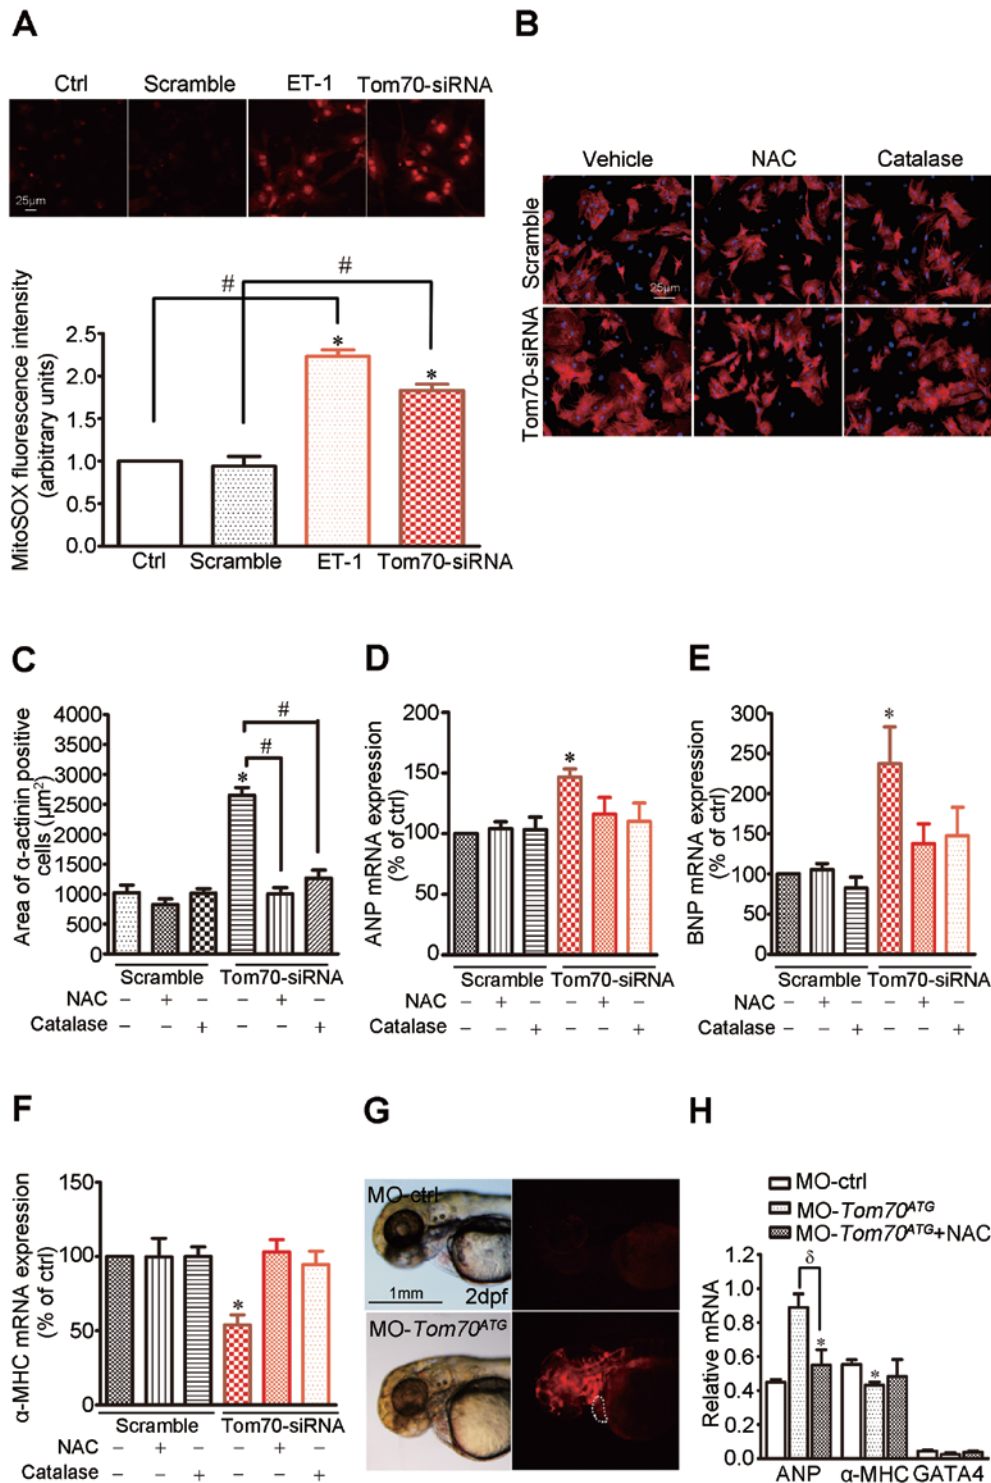 A
Ctrl Scramble ET-1 Tom70-siRNA
25μm
MitoSOX fluorescence intensity
(arbitrary units)
#
#
* *
2.5
2.0
1.5
1.0
0.5
0.0
Ctrl Scramble ET-1 Tom70-siRNA
B
Vehicle NAC Catalase
Scramble
25μm
Tom70-siRNA
C
Area of α-actinin positive
cells (μm²)
4000
3500
3000
2500
2000
1500
1000
500
0
#
#
*
Scramble Tom70-siRNA
NAC − + − − + −
Catalase − − + − − +
D
ANP mRNA expression
(% of ctrl)
200
150
100
50
0
*
Scramble Tom70-siRNA
NAC − + − − + −
Catalase − − + − − +
E
BNP mRNA expression
(% of ctrl)
300
250
200
150
100
50
0
*
Scramble Tom70-siRNA
NAC − + − − + −
Catalase − − + − − +
F
α-MHC mRNA expression
(% of ctrl)
150
100
50
0
*
Scramble Tom70-siRNA
NAC − + − − + −
Catalase − − + − − +
G
MO-ctrl
1mm 2dpf
MO-Tom70ATG
H
MO-ctrl
MO-Tom70ATG
MO-Tom70ATG+NAC
Relative mRNA
1.2
1.0
0.8
0.6
0.4
0.2
0.0
δ
* *
ANP α-MHC GATA4